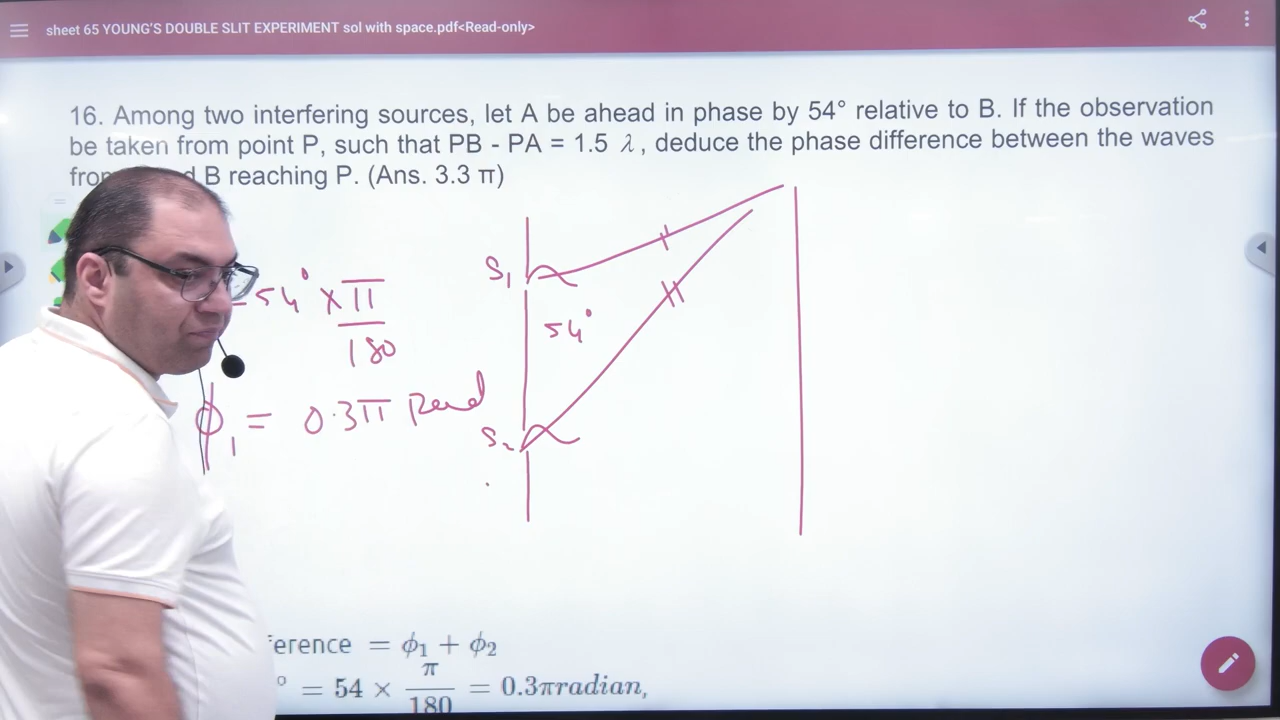 sheet 65 YOUNG'S DOUBLE SLIT EXPERIMENT sol with space.pdf<Read-only>
16. Among two interfering sources, let A be ahead in phase by 54° relative to B. If the observation
be taken from point P, such that PB - PA = 1.5 λ, deduce the phase difference between the waves
B reaching P. (Ans. 3.3 π)
S₁
= 54° × π
180
54°
ϕ₁ = 0.3π Rad
S₂
= ϕ₁ + ϕ₂
° = 54 × π/180 = 0.3πradian,